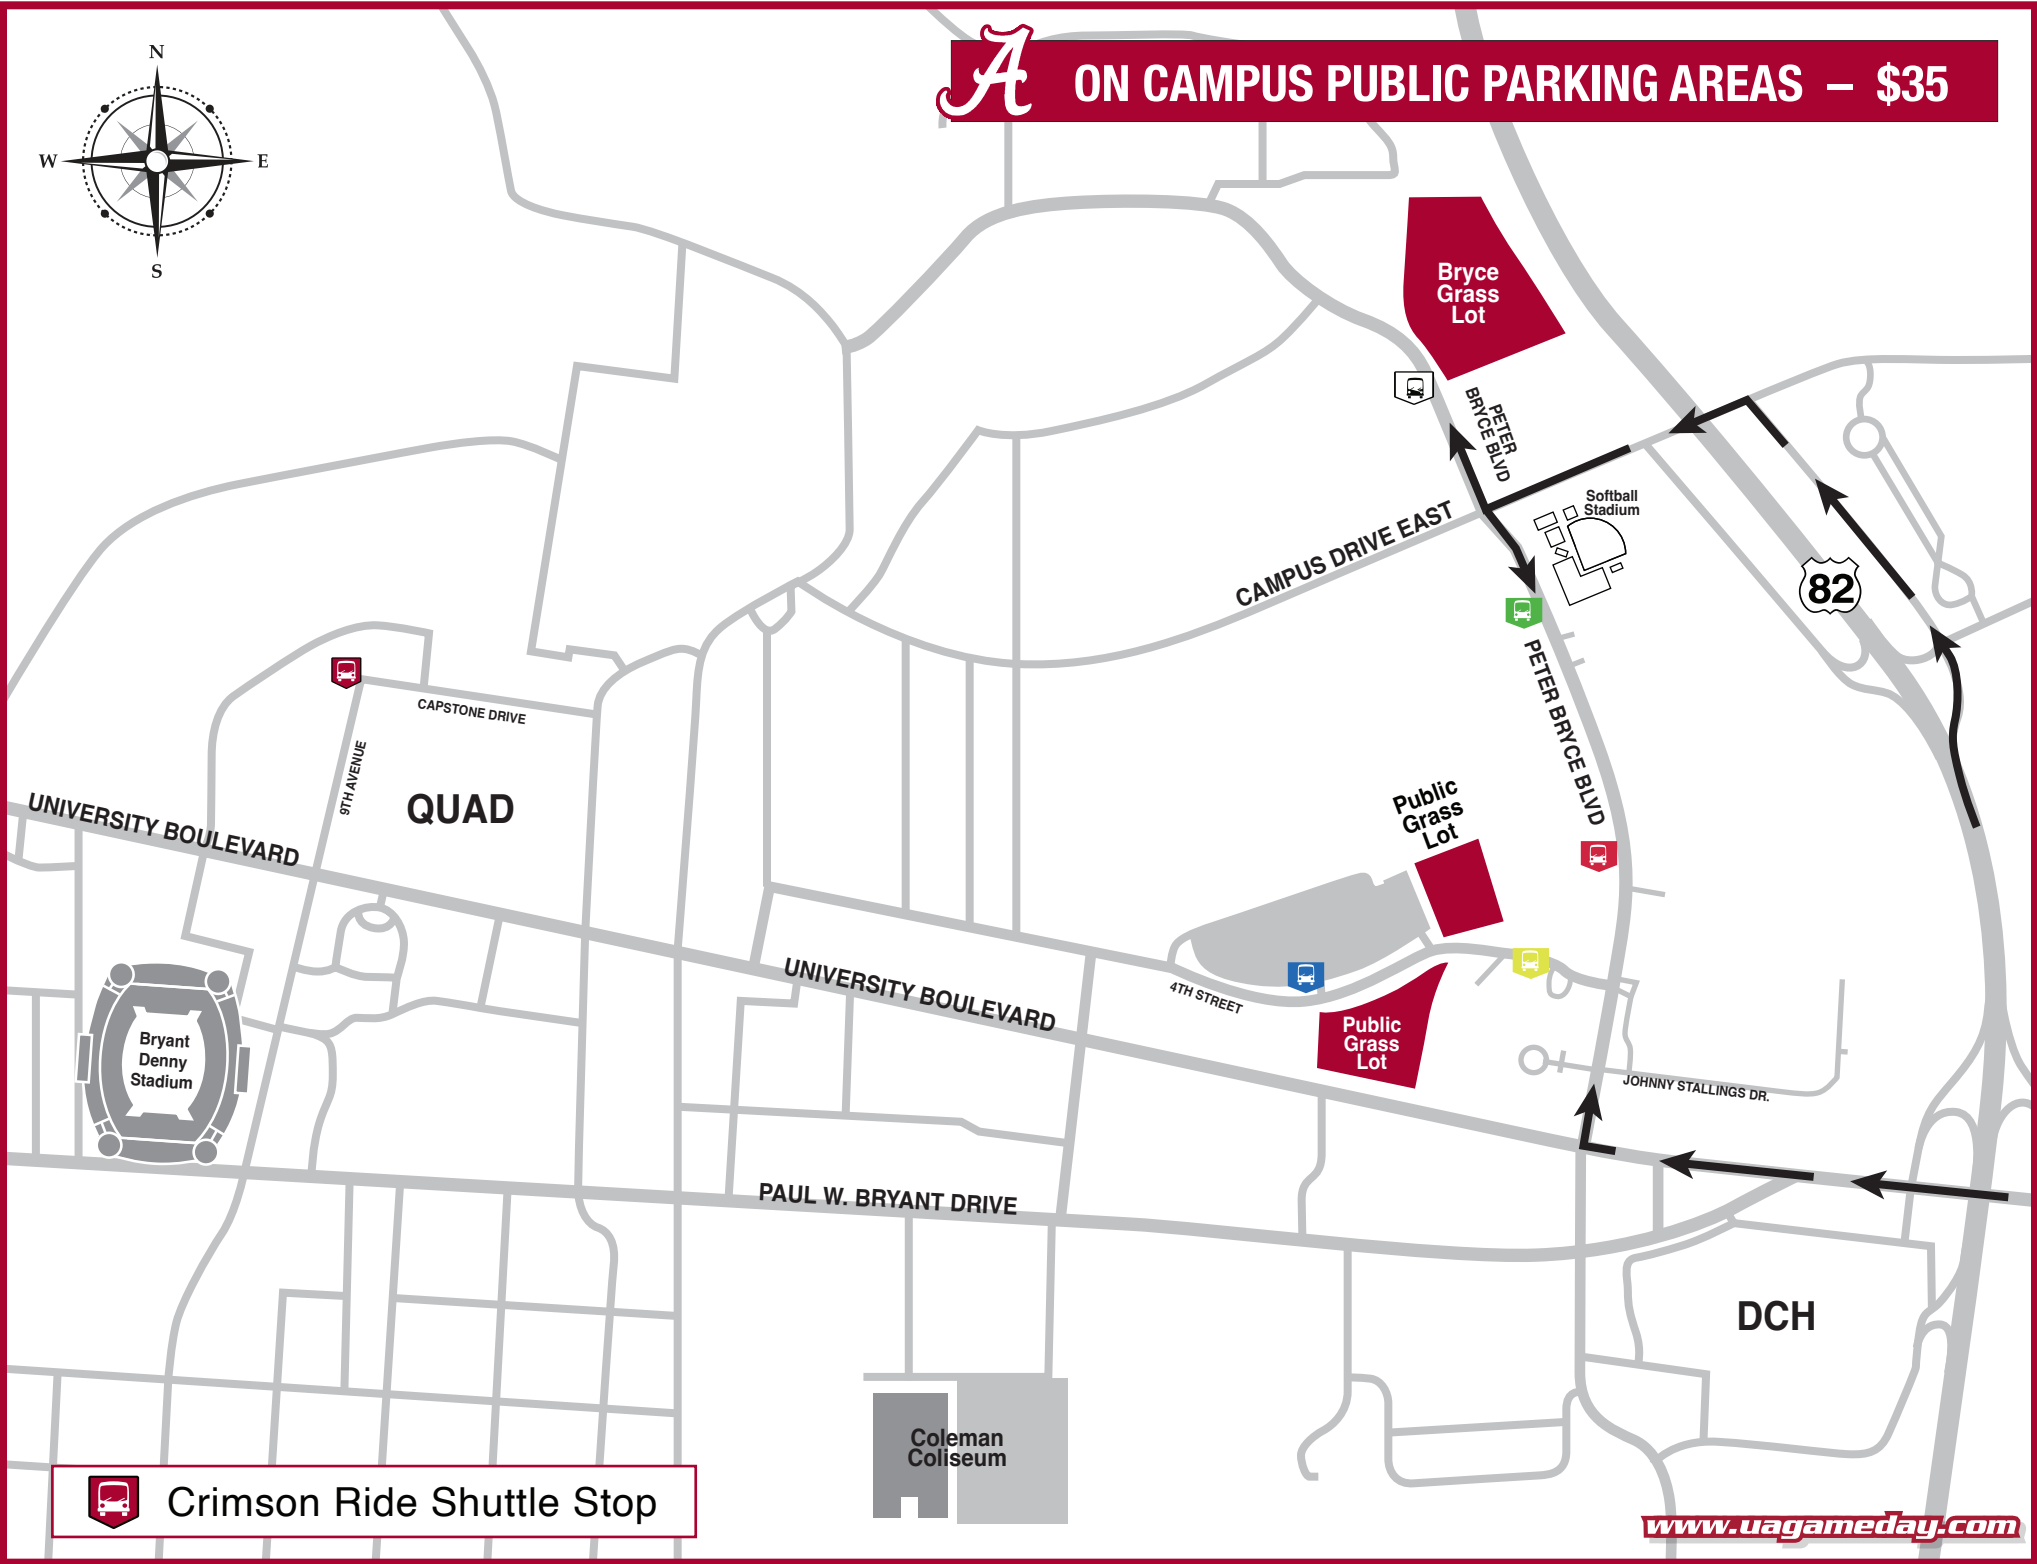 N
W
E
S
A
ON CAMPUS PUBLIC PARKING AREAS – $35
Bryce
Grass
Lot
PETER
BRYCE BLVD
Softball
Stadium
CAMPUS DRIVE EAST
82
PETER BRYCE BLVD
CAPSTONE DRIVE
9TH AVENUE
QUAD
UNIVERSITY BOULEVARD
Public
Grass
Lot
UNIVERSITY BOULEVARD
4TH STREET
Public
Grass
Lot
Bryant
Denny
Stadium
JOHNNY STALLINGS DR.
PAUL W. BRYANT DRIVE
DCH
Coleman
Coliseum
Crimson Ride Shuttle Stop
www.uagameday.com